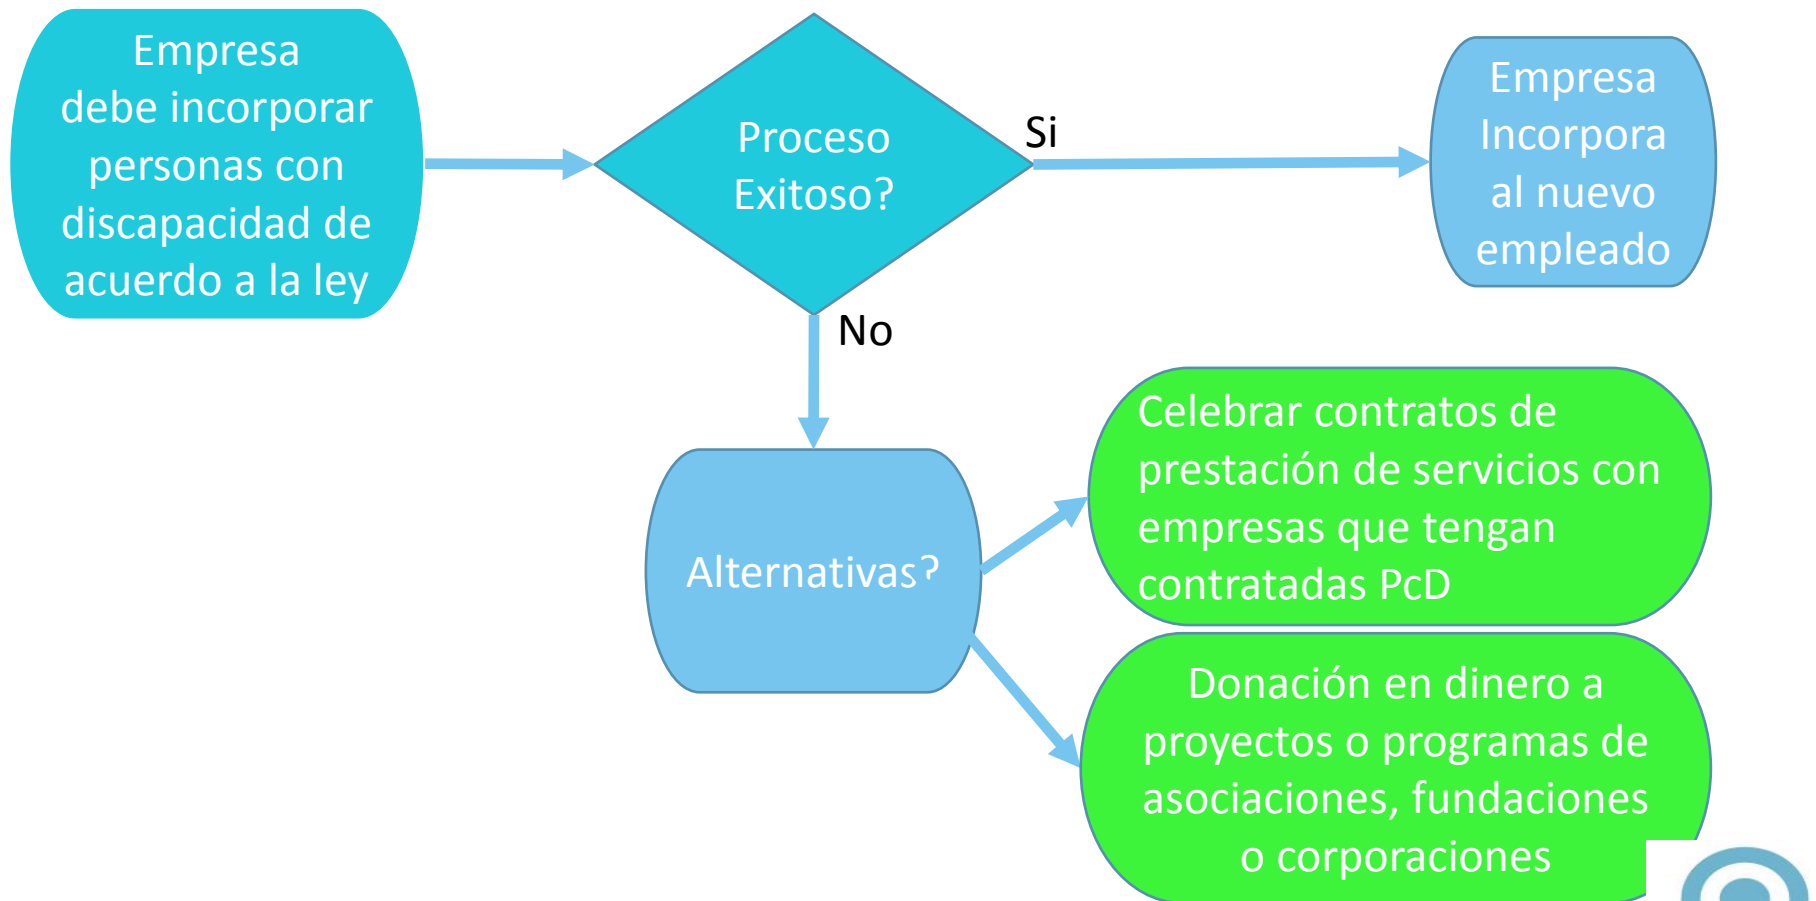 Empresa
debe incorporar
personas con
discapacidad de
acuerdo a la ley
Proceso
Exitoso?
Si
Empresa
Incorpora
al nuevo
empleado
No
Alternativas?
Celebrar contratos de
prestación de servicios con
empresas que tengan
contratadas PcD
Donación en dinero a
proyectos o programas de
asociaciones, fundaciones
o corporaciones